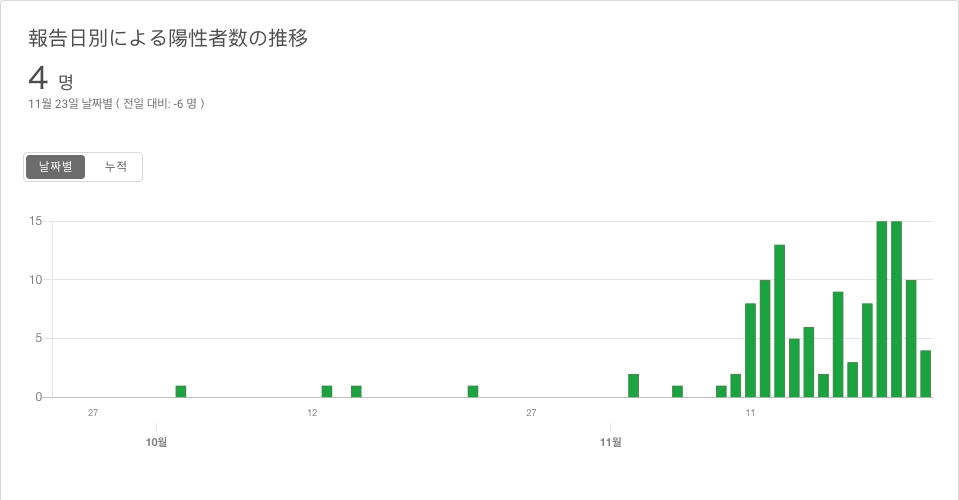 報告日別による陽性者数の推移
4 명
11월 23일 날짜별 ( 전일 대비: -6 명 )
날짜별 누적
15
10
5
0
27 12 27 11
10월 11월